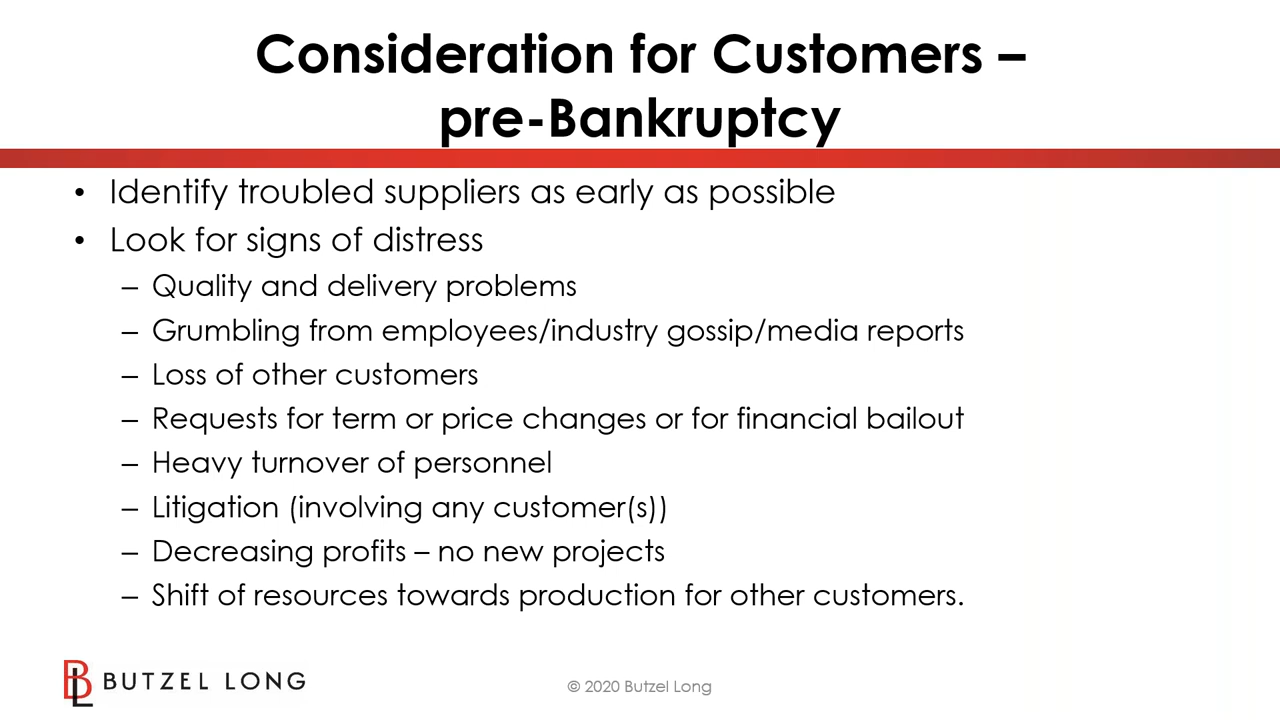 Consideration for Customers –
pre-Bankruptcy
• Identify troubled suppliers as early as possible
• Look for signs of distress
– Quality and delivery problems
– Grumbling from employees/industry gossip/media reports
– Loss of other customers
– Requests for term or price changes or for financial bailout
– Heavy turnover of personnel
– Litigation (involving any customer(s))
– Decreasing profits – no new projects
– Shift of resources towards production for other customers.
BL BUTZEL LONG
© 2020 Butzel Long